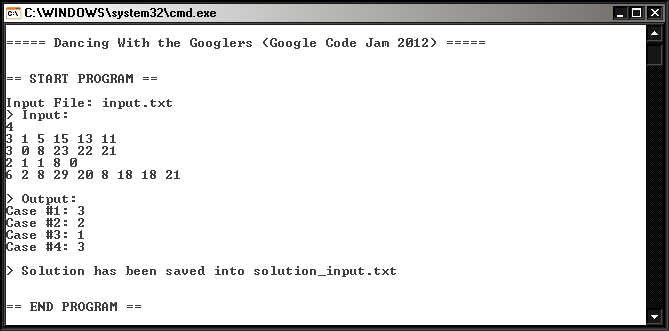 C:\WINDOWS\system32\cmd.exe
===== Dancing With the Googlers (Google Code Jam 2012) =====
== START PROGRAM ==
Input File: input.txt
> Input:
4
3 1 5 15 13 11
3 0 8 23 22 21
2 1 1 8 0
6 2 8 29 20 8 18 18 21
> Output:
Case #1: 3
Case #2: 2
Case #3: 1
Case #4: 3
> Solution has been saved into solution_input.txt
== END PROGRAM ==